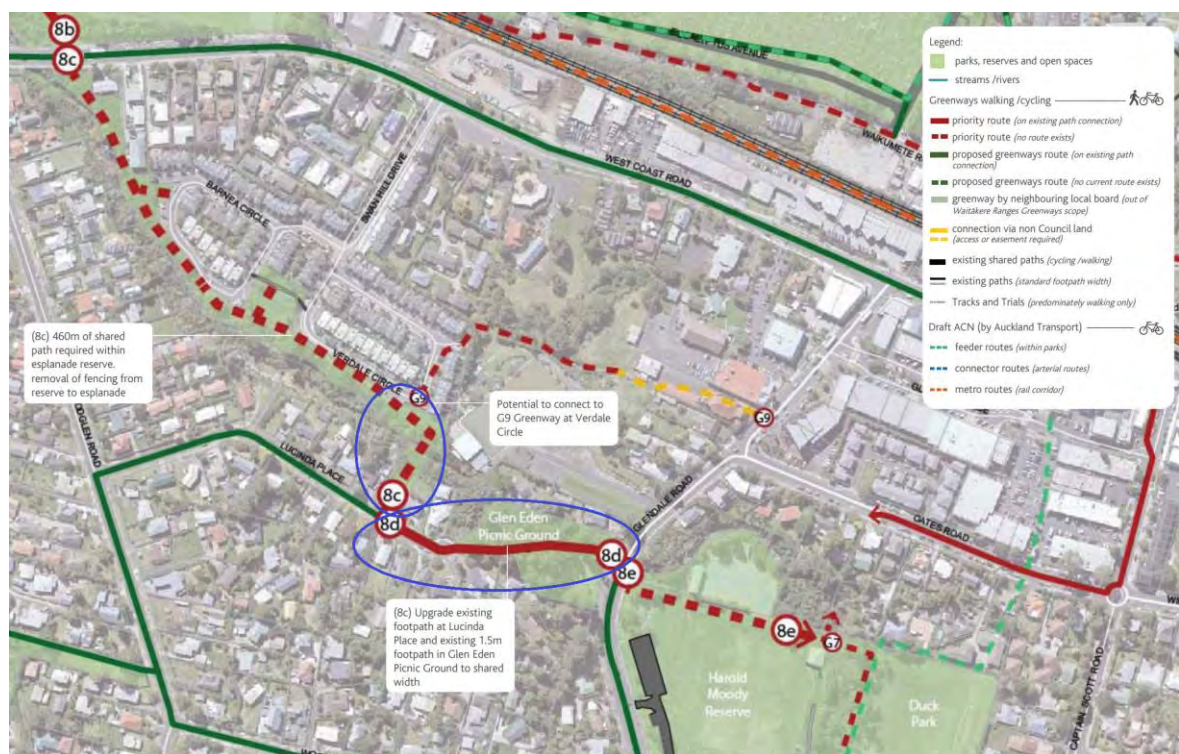 8b
8c
WEST COAST ROAD
WAIKUMETE R
AVENUE
BARNEA CIRCLE
SWAN HILL DRIVE
(8c) 460m of shared
path required within
esplanade reserve.
removal of fencing from
reserve to esplanade
VERDALE CIRCLE
G9
Potential to connect to
G9 Greenway at Verdale
Circle
G9
LUCINDA PLACE
8c
8d
Glen Eden
Picnic Ground
8d
8e
GLENDALE ROAD
OATES ROAD
(8c) Upgrade existing
footpath at Lucinda
Place and existing 1.5m
footpath in Glen Eden
Picnic Ground to shared
width
8e
G7
Harold
Moody
Reserve
Duck
Park
CAPTAIN SCOTT ROAD
Legend:
parks, reserves and open spaces
streams /rivers
Greenways walking /cycling
priority route (on existing path connection)
priority route (no route exists)
proposed greenways route (on existing path
connection)
proposed greenways route (no current route exists)
greenway by neighbouring local board (out of
Waitākere Ranges Greenways scope)
connection via non Council land
(access or easement required)
existing shared paths (cycling /walking)
existing paths (standard footpath width)
Tracks and Trials (predominately walking only)
Draft ACN (by Auckland Transport)
feeder routes (within parks)
connector routes (arterial routes)
metro routes (rail corridor)